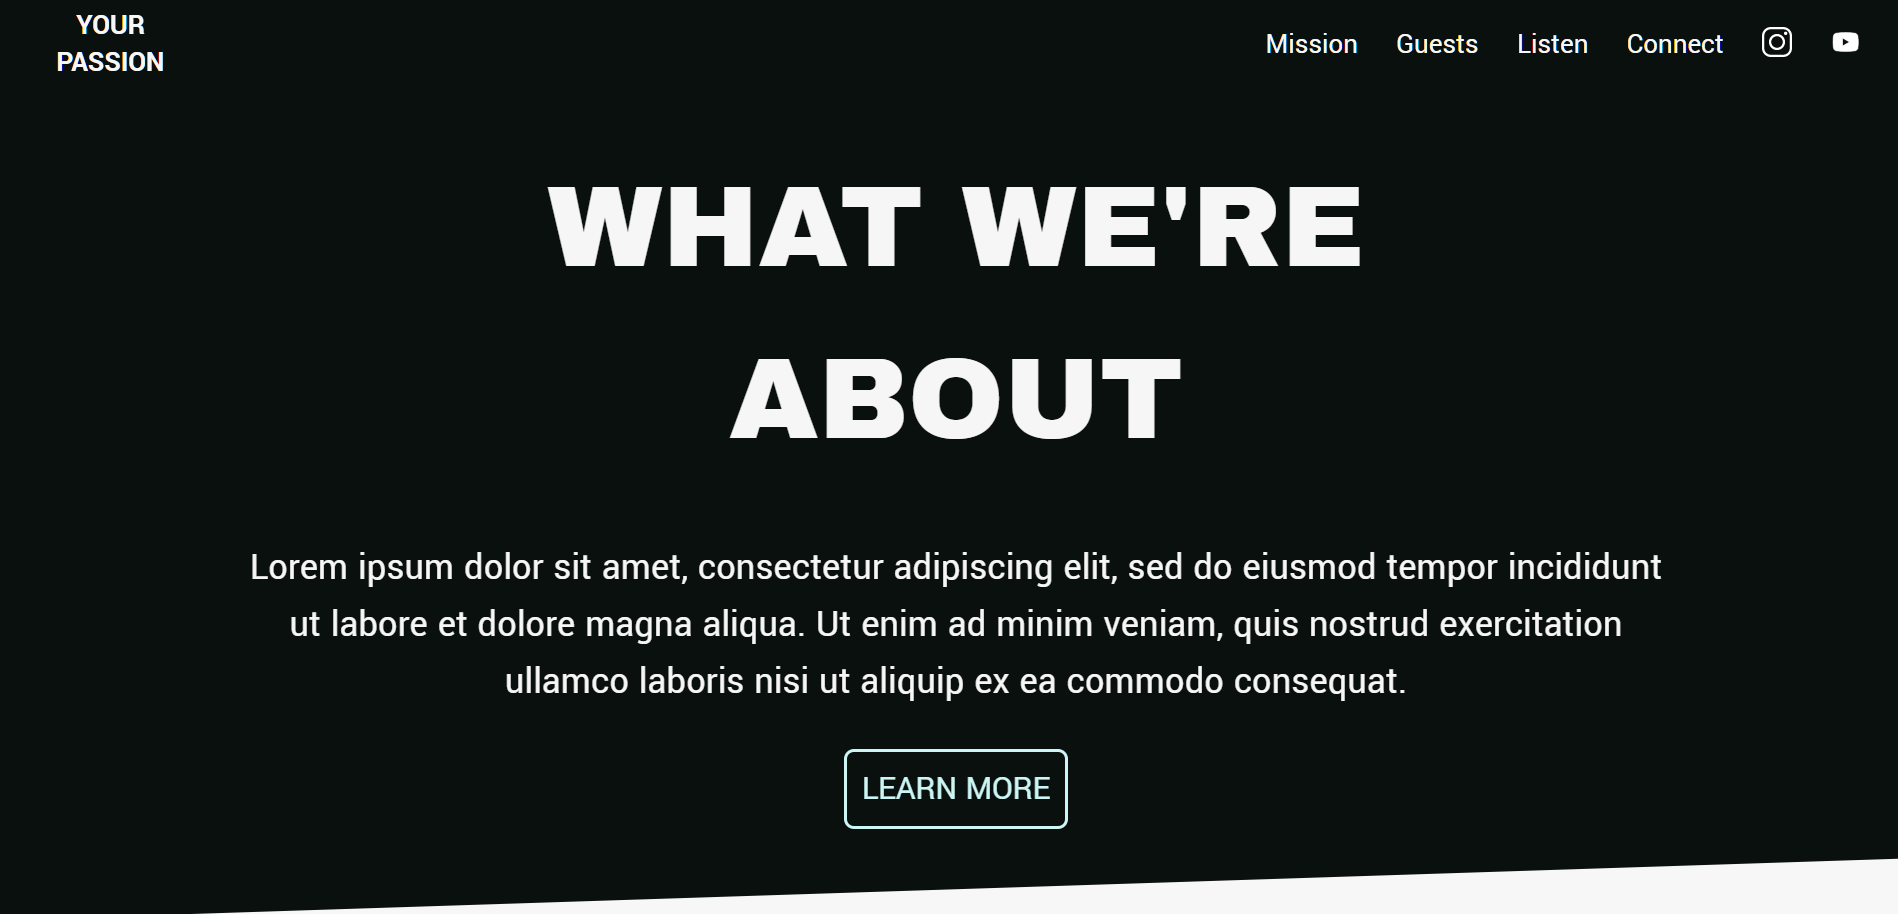 YOUR
PASSION
Mission Guests Listen Connect
WHAT WE'RE
ABOUT
Lorem ipsum dolor sit amet, consectetur adipiscing elit, sed do eiusmod tempor incididunt
ut labore et dolore magna aliqua. Ut enim ad minim veniam, quis nostrud exercitation
ullamco laboris nisi ut aliquip ex ea commodo consequat.
LEARN MORE